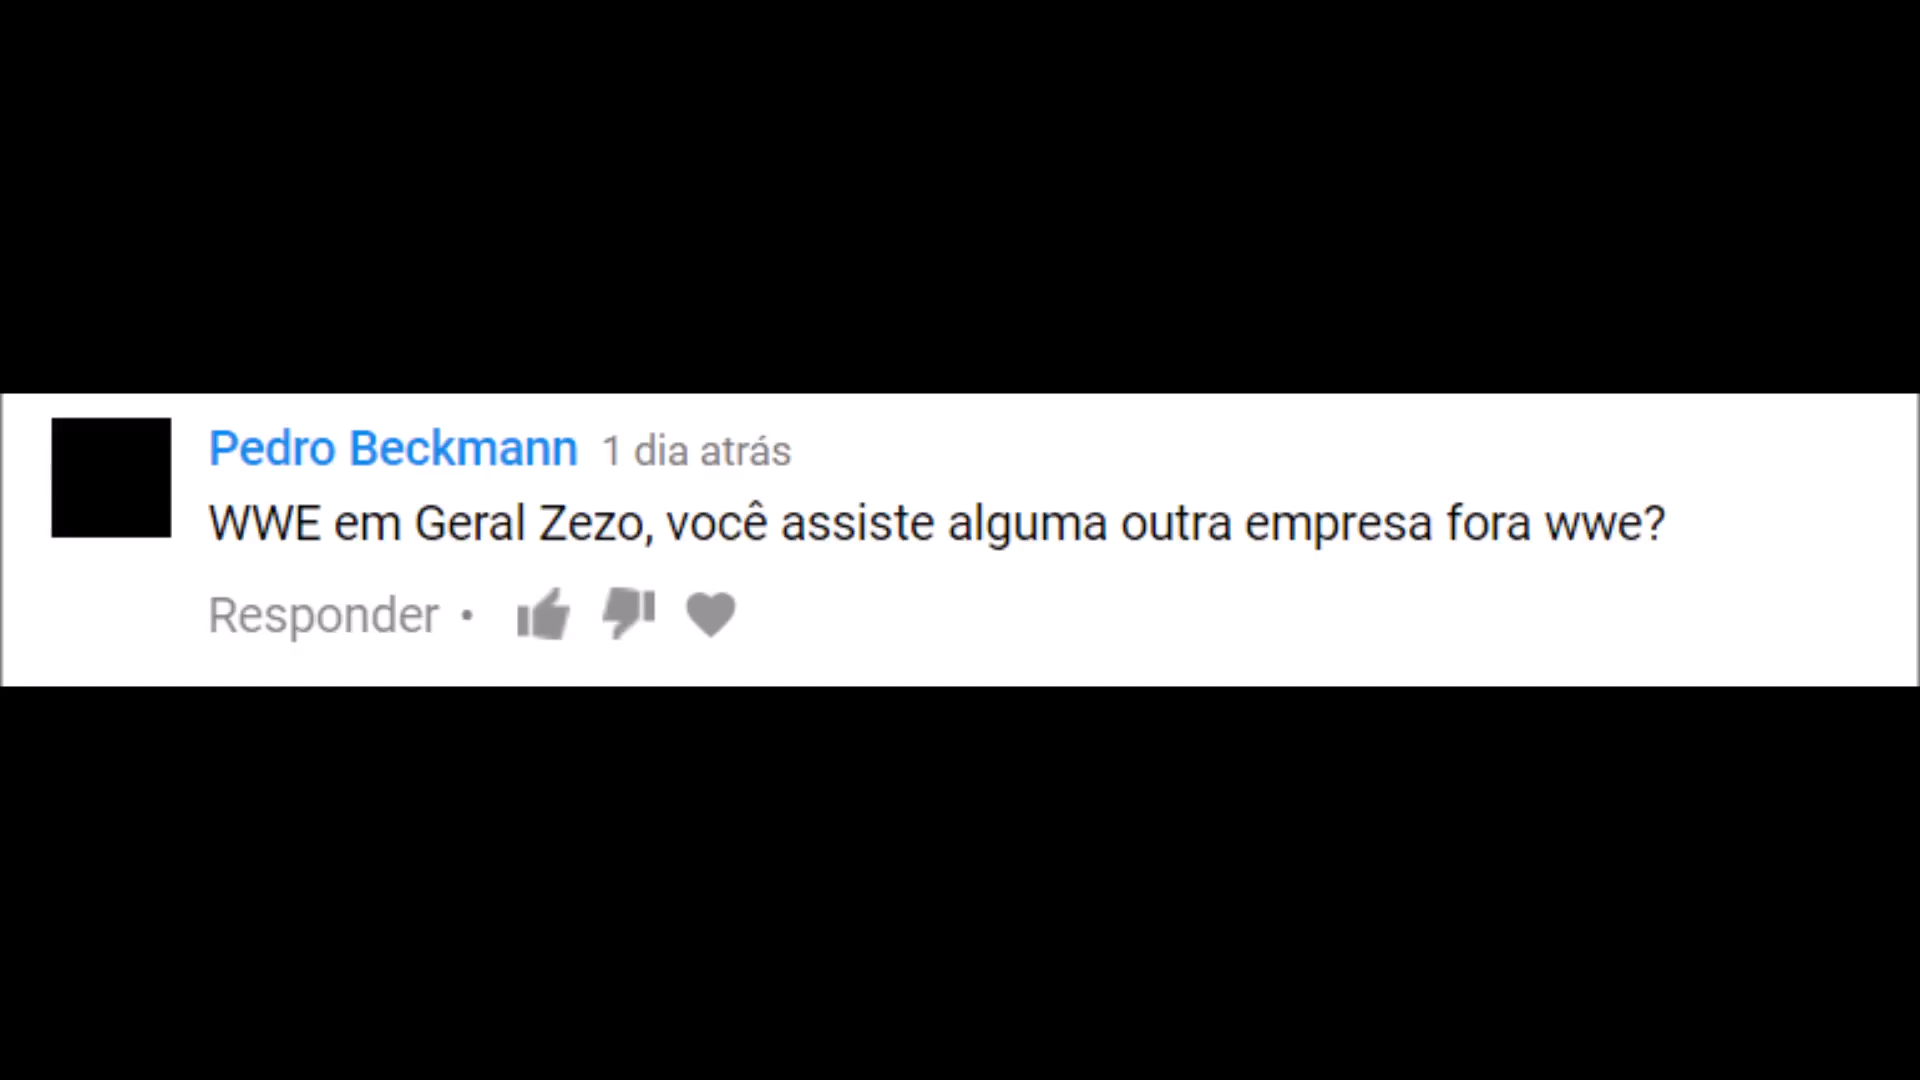 Pedro Beckmann 1 dia atrás
WWE em Geral Zezo, você assiste alguma outra empresa fora wwe?
Responder •